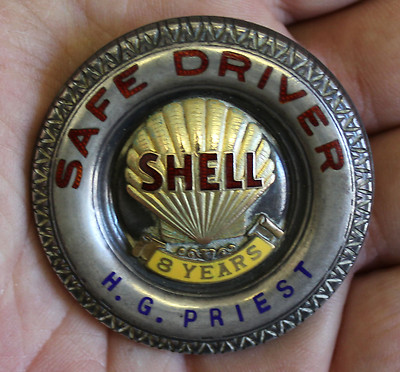 SAFE DRIVER
SHELL
8 YEARS
H. G. PRIEST